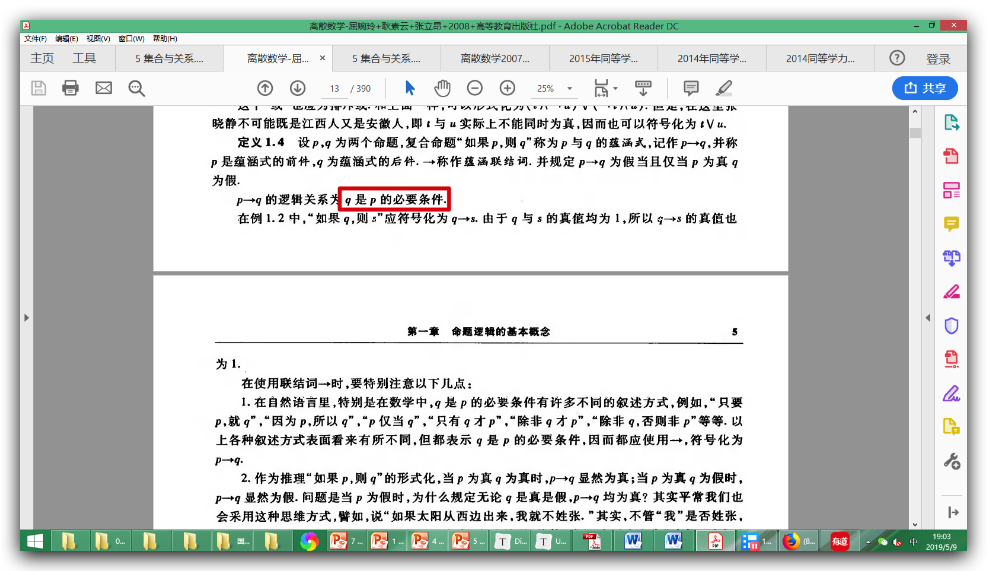 离散数学-屈婉玲+耿素云+张立昂+2008+高等教育出版社.pdf - Adobe Acrobat Reader DC
文件(F) 编辑(E) 视图(V) 窗口(W) 帮助(H)
主页 工具 5 集合与关系.... 离散数学-屈... × 5 集合与关系.... 离散数学2007... 2015年同等学... 2014年同等学... 2014同等学力... 登录
13 / 390 25% 共享
晓静不可能既是江西人又是安徽人,即 t 与 u 实际上不能同时为真,因而也可以符号化为 t∨u.
定义 1.4 设 p,q 为两个命题,复合命题“如果 p,则 q”称为 p 与 q 的蕴涵式,记作 p→q,并称
p 是蕴涵式的前件,q 为蕴涵式的后件.→称作蕴涵联结词.并规定 p→q 为假当且仅当 p 为真 q
为假.
p→q 的逻辑关系为 q 是 p 的必要条件.
在例 1.2 中,“如果 q,则 s”应符号化为 q→s.由于 q 与 s 的真值均为 1,所以 q→s 的真值也
第一章 命题逻辑的基本概念 5
为 1.
在使用联结词→时,要特别注意以下几点:
1. 在自然语言里,特别是在数学中,q 是 p 的必要条件有许多不同的叙述方式,例如,“只要
p,就 q”,“因为 p,所以 q”,“p 仅当 q”,“只有 q 才 p”,“除非 q 才 p”,“除非 q,否则非 p”等等.以
上各种叙述方式表面看来有所不同,但都表示 q 是 p 的必要条件,因而都应使用→,符号化为
p→q.
2. 作为推理“如果 p,则 q”的形式化,当 p 为真 q 为真时,p→q 显然为真;当 p 为真 q 为假时,
p→q 显然为假.问题是当 p 为假时,为什么规定无论 q 是真是假,p→q 均为真?其实平常我们也
会采用这种思维方式,譬如,说“如果太阳从西边出来,我就不姓张.”其实,不管“我”是否姓张,
0... 7... 1... 4... 5... Di... U... 1... (8... 有道 中 19:03
2019/5/9